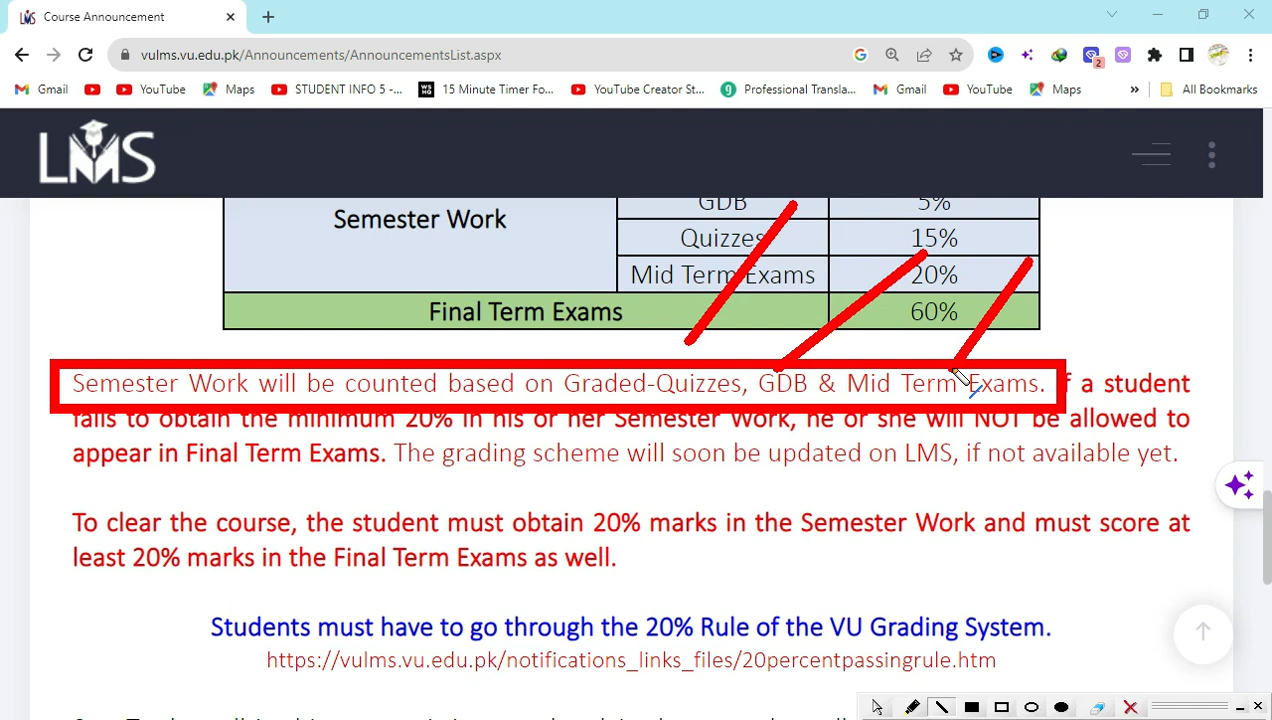 LMS Course Announcement
vulms.vu.edu.pk/Announcements/AnnouncementsList.aspx
2
Gmail YouTube Maps STUDENT INFO 5 -... 15 Minute Timer Fo... YouTube Creator St... Professional Transla... Gmail YouTube Maps » All Bookmarks
LMS
GDB 5%
Semester Work
Quizzes 15%
Mid Term Exams 20%
Final Term Exams 60%
Semester Work will be counted based on Graded-Quizzes, GDB & Mid Term Exams. If a student
fails to obtain the minimum 20% in his or her Semester Work, he or she will NOT be allowed to
appear in Final Term Exams. The grading scheme will soon be updated on LMS, if not available yet.
To clear the course, the student must obtain 20% marks in the Semester Work and must score at
least 20% marks in the Final Term Exams as well.
Students must have to go through the 20% Rule of the VU Grading System.
https://vulms.vu.edu.pk/notifications_links_files/20percentpassingrule.htm